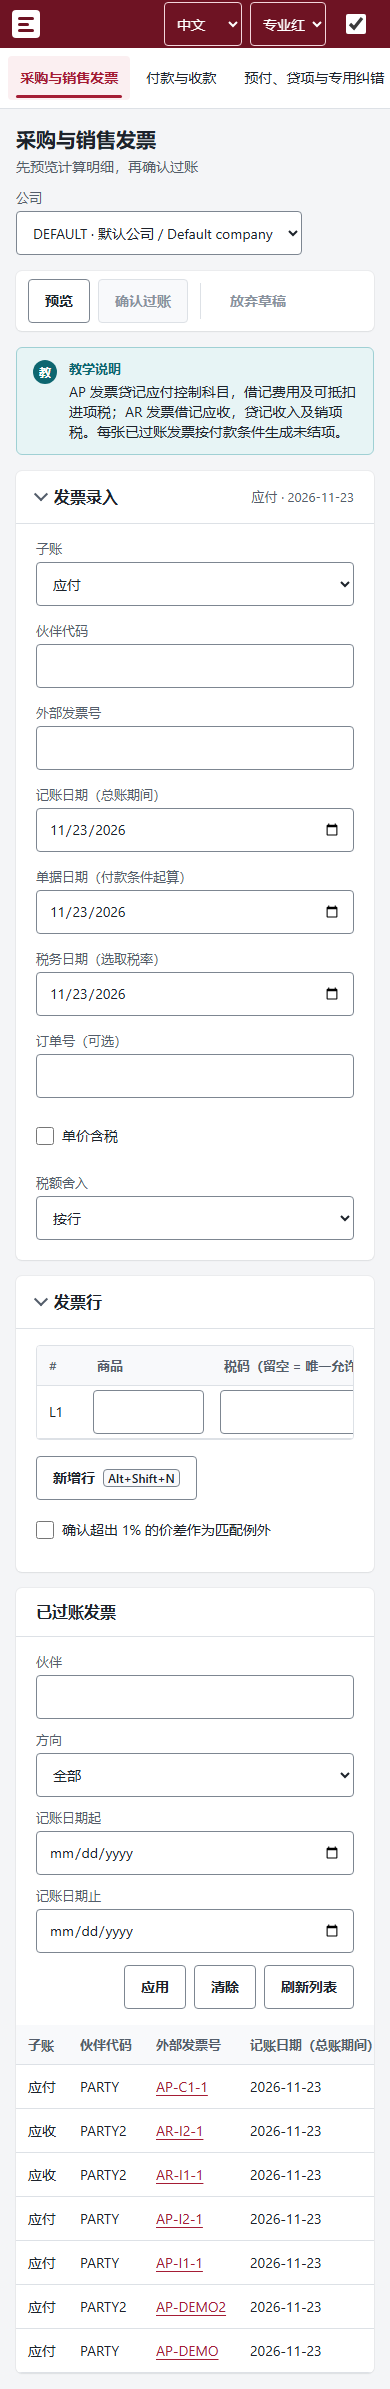 中文
专业红
采购与销售发票
付款与收款
预付、贷项与专用纠错
采购与销售发票
先预览计算明细，再确认过账
公司
DEFAULT · 默认公司 / Default company
预览
确认过账
放弃草稿
教
教学说明
AP 发票贷记应付控制科目，借记费用及可抵扣
进项税；AR 发票借记应收，贷记收入及销项
税。每张已过账发票按付款条件生成未结项。
发票录入
应付 · 2026-11-23
子账
应付
伙伴代码
外部发票号
记账日期（总账期间）
11/23/2026
单据日期（付款条件起算）
11/23/2026
税务日期（选取税率）
11/23/2026
订单号（可选）
单价含税
税额舍入
按行
发票行
# 商品 税码（留空 = 唯一允许
L1
新增行 Alt+Shift+N
确认超出 1% 的价差作为匹配例外
已过账发票
伙伴
方向
全部
记账日期起
mm/dd/yyyy
记账日期止
mm/dd/yyyy
应用
清除
刷新列表
子账 伙伴代码 外部发票号 记账日期（总账期间）
应付 PARTY AP-C1-1 2026-11-23
应收 PARTY2 AR-I2-1 2026-11-23
应收 PARTY2 AR-I1-1 2026-11-23
应付 PARTY AP-I2-1 2026-11-23
应付 PARTY AP-I1-1 2026-11-23
应付 PARTY2 AP-DEMO2 2026-11-23
应付 PARTY AP-DEMO 2026-11-23